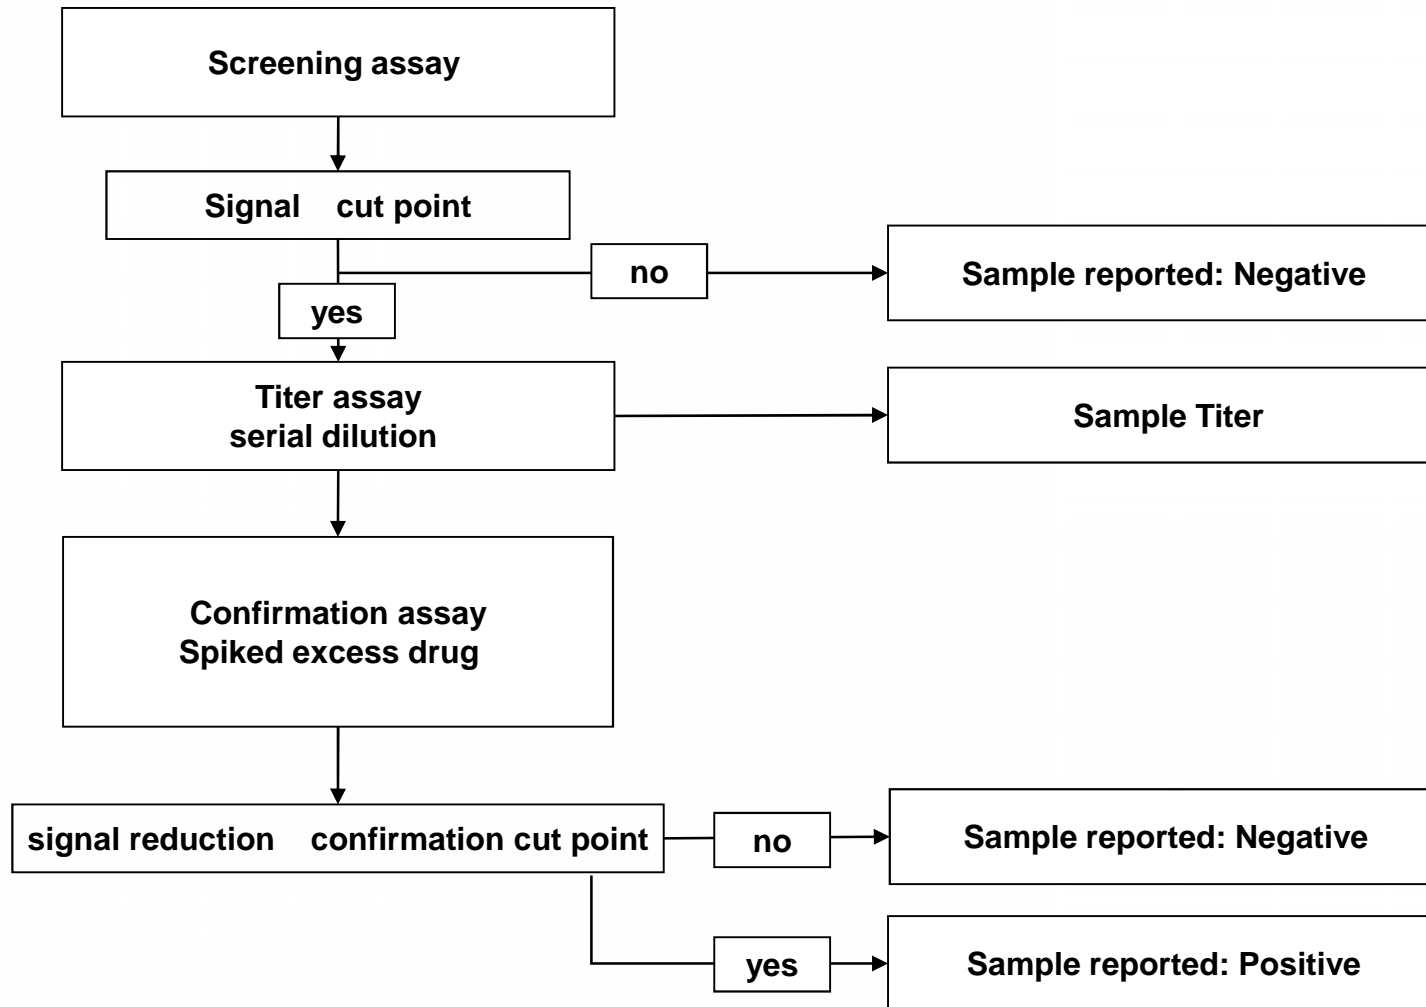 Screening assay
Signal cut point
no
Sample reported: Negative
yes
Titer assay
serial dilution
Sample Titer
Confirmation assay
Spiked excess drug
signal reduction confirmation cut point
no
Sample reported: Negative
yes
Sample reported: Positive